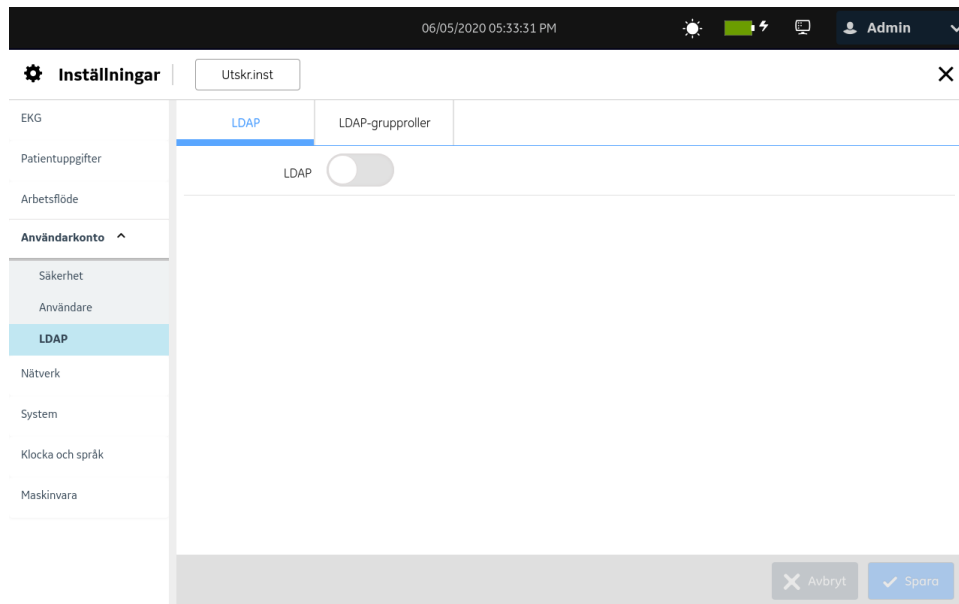 06/05/2020 05:33:31 PM
Admin
Inställningar
Utskr.inst
EKG
Patientuppgifter
Arbetsflöde
Användarkonto
Säkerhet
Användare
LDAP
Nätverk
System
Klocka och språk
Maskinvara
LDAP
LDAP-grupproller
LDAP
Avbryt
Spara